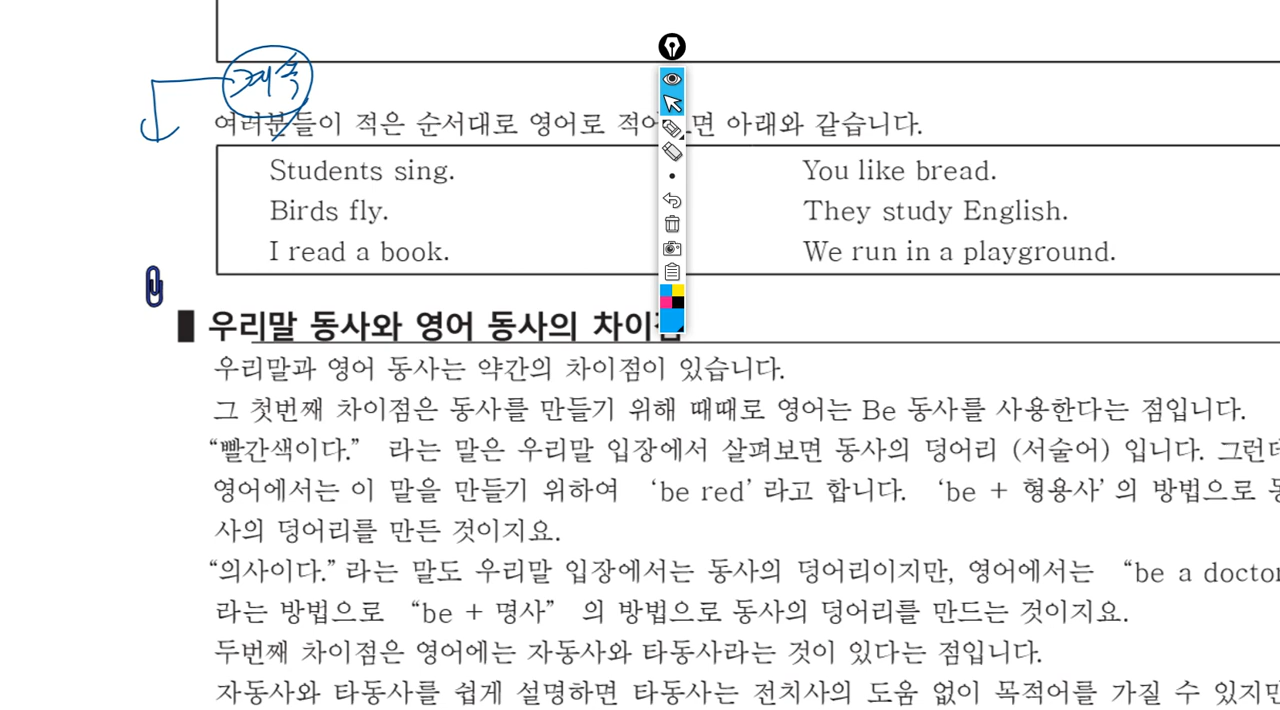 계속
여러분들이 적은 순서대로 영어로 적어 면 아래와 같습니다.
Students sing. You like bread.
Birds fly. They study English.
I read a book. We run in a playground.
우리말 동사와 영어 동사의 차이점
우리말과 영어 동사는 약간의 차이점이 있습니다.
그 첫번째 차이점은 동사를 만들기 위해 때때로 영어는 Be 동사를 사용한다는 점입니다.
“빨간색이다.” 라는 말은 우리말 입장에서 살펴보면 동사의 덩어리 (서술어) 입니다. 그런데
영어에서는 이 말을 만들기 위하여 ‘be red’ 라고 합니다. ‘be + 형용사’ 의 방법으로 동
사의 덩어리를 만든 것이지요.
“의사이다.” 라는 말도 우리말 입장에서는 동사의 덩어리이지만, 영어에서는 “be a doctor
라는 방법으로 “be + 명사” 의 방법으로 동사의 덩어리를 만드는 것이지요.
두번째 차이점은 영어에는 자동사와 타동사라는 것이 있다는 점입니다.
자동사와 타동사를 쉽게 설명하면 타동사는 전치사의 도움 없이 목적어를 가질 수 있지만